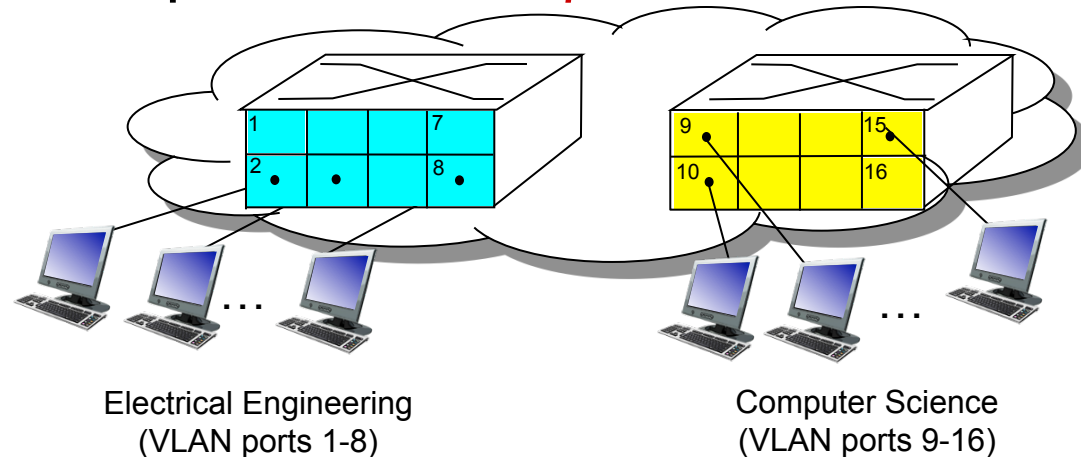 1 7
2 8
9 15
10 16
...
...
Electrical Engineering
(VLAN ports 1-8)
Computer Science
(VLAN ports 9-16)